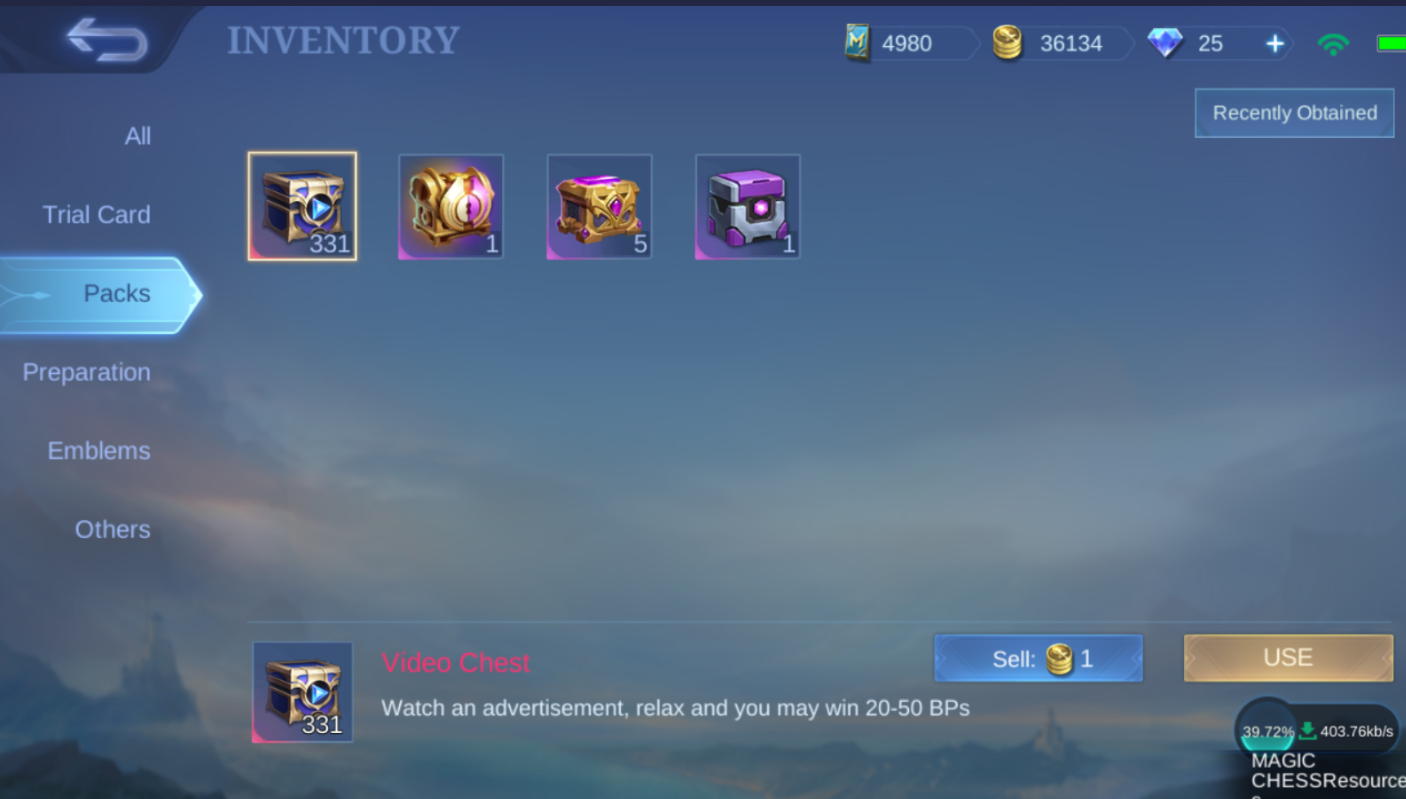 INVENTORY
4980
36134
25
Recently Obtained
All
Trial Card
Packs
Preparation
Emblems
Others
331
1
5
1
331
Video Chest
Watch an advertisement, relax and you may win 20-50 BPs
Sell: 1
USE
39.72% 403.76kb/s
MAGIC
CHESSResource